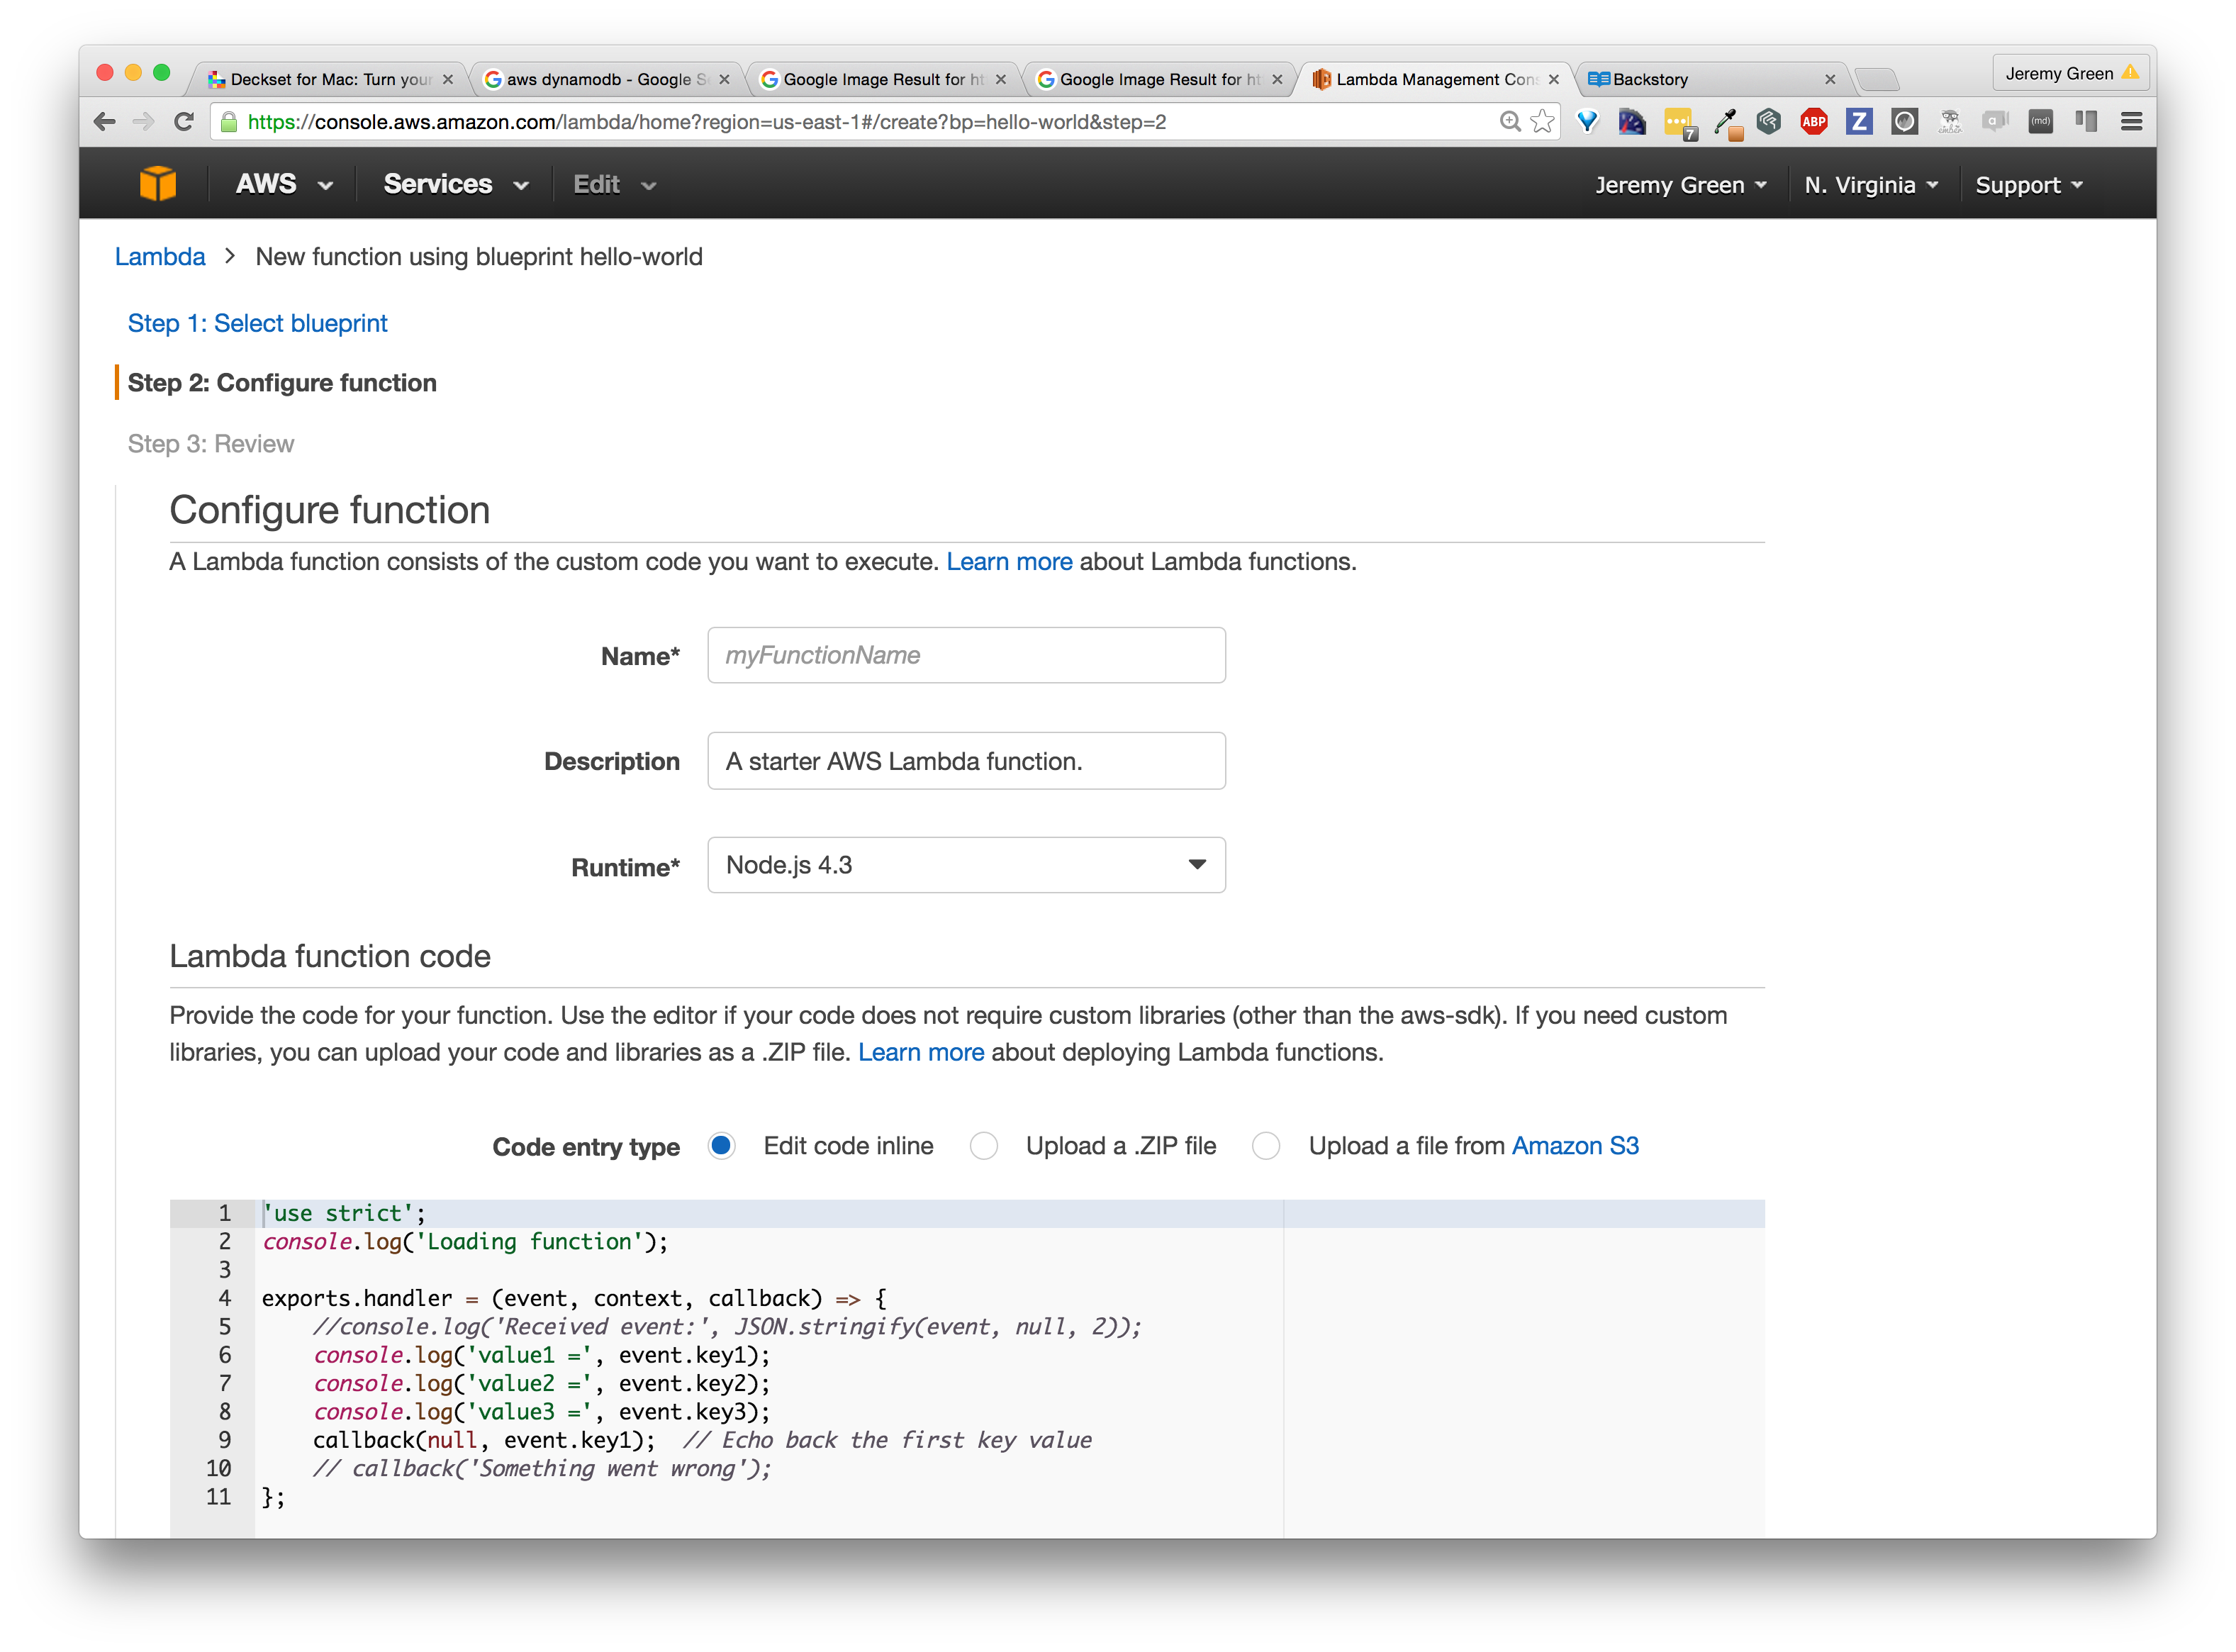 Deckset for Mac: Turn your
aws dynamodb - Google S
Google Image Result for ht
Google Image Result for ht
Lambda Management Con
Backstory
Jeremy Green
https://console.aws.amazon.com/lambda/home?region=us-east-1#/create?bp=hello-world&step=2
7
ABP
Z
ember
a
(md)
AWS
Services
Edit
Jeremy Green
N. Virginia
Support
Lambda > New function using blueprint hello-world
Step 1: Select blueprint
Step 2: Configure function
Step 3: Review
Configure function
A Lambda function consists of the custom code you want to execute. Learn more about Lambda functions.
Name* myFunctionName
Description A starter AWS Lambda function.
Runtime* Node.js 4.3
Lambda function code
Provide the code for your function. Use the editor if your code does not require custom libraries (other than the aws-sdk). If you need custom
libraries, you can upload your code and libraries as a .ZIP file. Learn more about deploying Lambda functions.
Code entry type Edit code inline Upload a .ZIP file Upload a file from Amazon S3
1 'use strict';
2 console.log('Loading function');
3
4 exports.handler = (event, context, callback) => {
5 //console.log('Received event:', JSON.stringify(event, null, 2));
6 console.log('value1 =', event.key1);
7 console.log('value2 =', event.key2);
8 console.log('value3 =', event.key3);
9 callback(null, event.key1); // Echo back the first key value
10 // callback('Something went wrong');
11 };